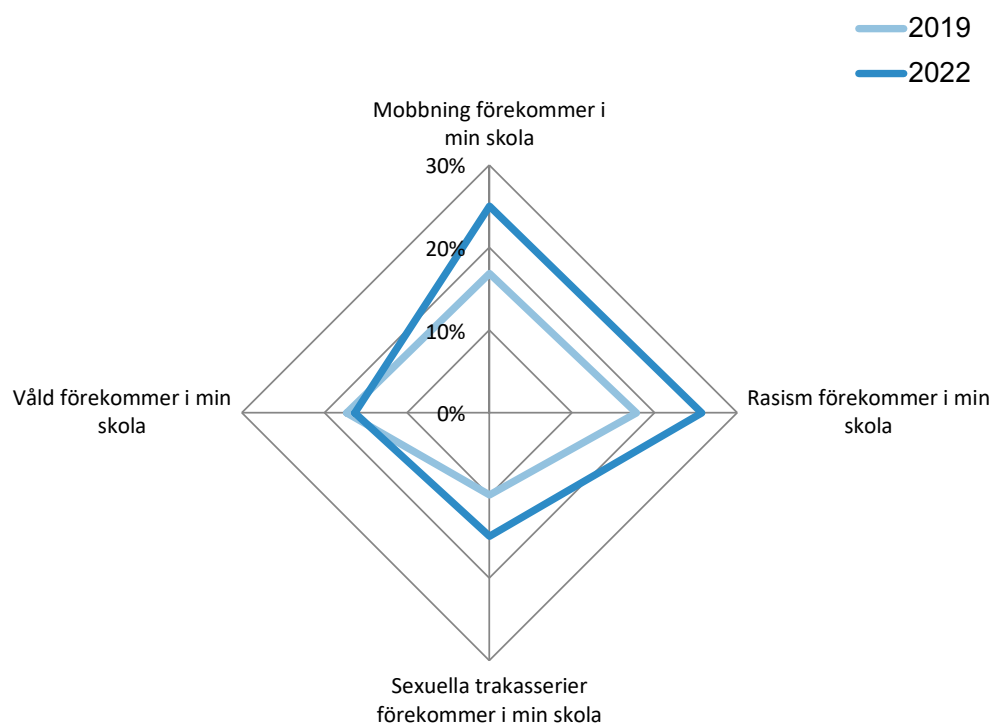 2019
2022
Mobbning förekommer i
min skola
30%
20%
10%
0%
Våld förekommer i min
skola
Rasism förekommer i min
skola
Sexuella trakasserier
förekommer i min skola